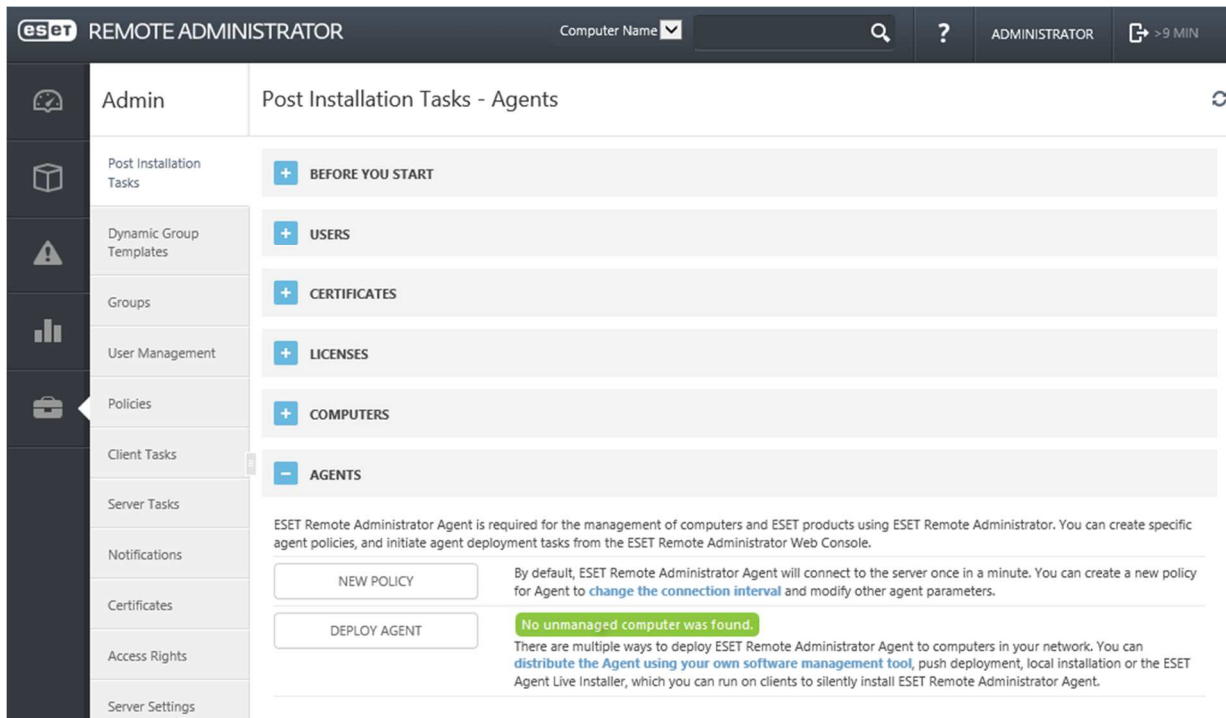 eset REMOTE ADMINISTRATOR
Computer Name
?
ADMINISTRATOR
>9 MIN
Admin
Post Installation Tasks - Agents
Post Installation
Tasks
Dynamic Group
Templates
Groups
User Management
Policies
Client Tasks
Server Tasks
Notifications
Certificates
Access Rights
Server Settings
+ BEFORE YOU START
+ USERS
+ CERTIFICATES
+ LICENSES
+ COMPUTERS
− AGENTS
ESET Remote Administrator Agent is required for the management of computers and ESET products using ESET Remote Administrator. You can create specific
agent policies, and initiate agent deployment tasks from the ESET Remote Administrator Web Console.
NEW POLICY
By default, ESET Remote Administrator Agent will connect to the server once in a minute. You can create a new policy
for Agent to change the connection interval and modify other agent parameters.
DEPLOY AGENT
No unmanaged computer was found.
There are multiple ways to deploy ESET Remote Administrator Agent to computers in your network. You can
distribute the Agent using your own software management tool, push deployment, local installation or the ESET
Agent Live Installer, which you can run on clients to silently install ESET Remote Administrator Agent.